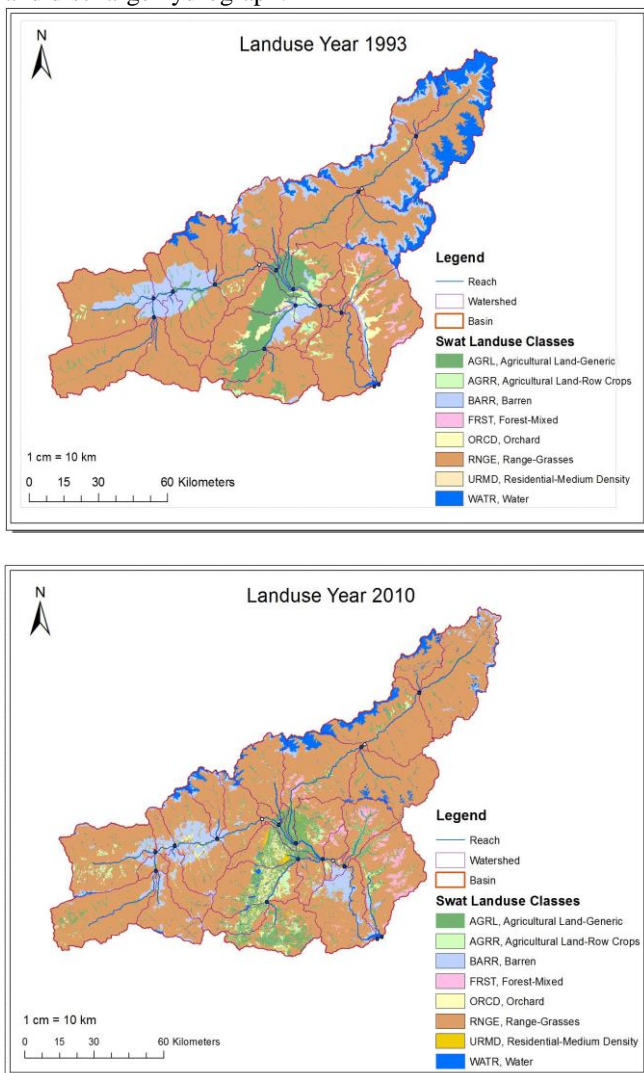 and discharge hydrograph.
Landuse Year 1993
N
Legend
Reach
Watershed
Basin
Swat Landuse Classes
AGRL, Agricultural Land-Generic
AGRR, Agricultural Land-Row Crops
BARR, Barren
FRST, Forest-Mixed
ORCD, Orchard
RNGE, Range-Grasses
URMD, Residential-Medium Density
WATR, Water
1 cm = 10 km
0 15 30 60 Kilometers
Landuse Year 2010
N
Legend
Reach
Watershed
Basin
Swat Landuse Classes
AGRL, Agricultural Land-Generic
AGRR, Agricultural Land-Row Crops
BARR, Barren
FRST, Forest-Mixed
ORCD, Orchard
RNGE, Range-Grasses
URMD, Residential-Medium Density
WATR, Water
1 cm = 10 km
0 15 30 60 Kilometers